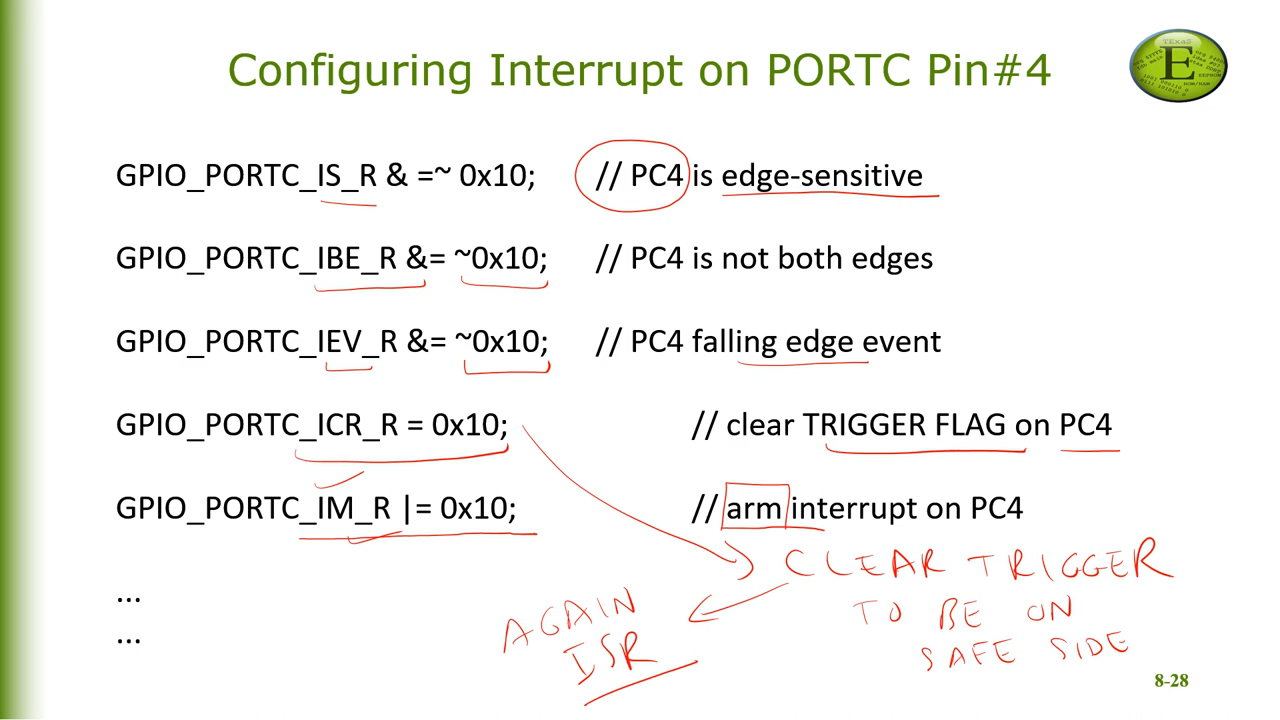 Configuring Interrupt on PORTC Pin#4
TExaS
E
GPIO_PORTC_IS_R & =~ 0x10; // PC4 is edge-sensitive
GPIO_PORTC_IBE_R &= ~0x10; // PC4 is not both edges
GPIO_PORTC_IEV_R &= ~0x10; // PC4 falling edge event
GPIO_PORTC_ICR_R = 0x10; // clear TRIGGER FLAG on PC4
GPIO_PORTC_IM_R |= 0x10; // arm interrupt on PC4
CLEAR TRIGGER
TO BE ON
SAFE SIDE
AGAIN
ISR
...
...
8-28